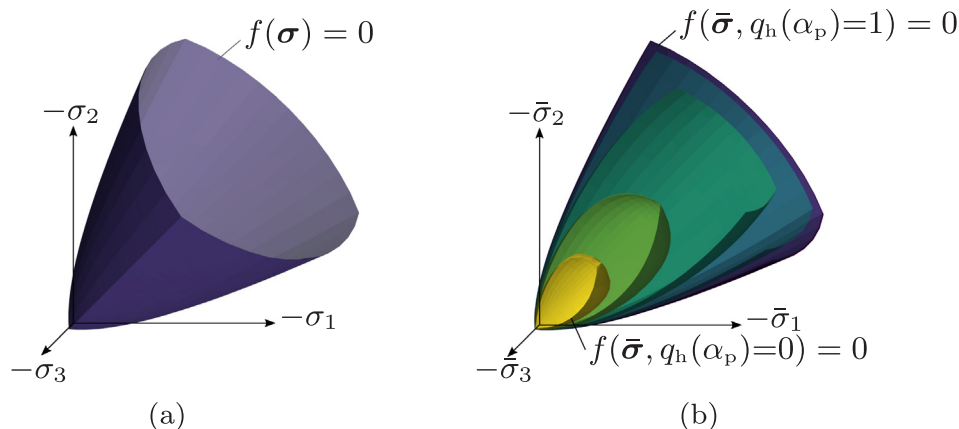 f(σ) = 0
−σ₂
−σ₁
−σ₃
(a)
f(σ̄, qₕ(αₚ)=1) = 0
−σ̄₂
−σ̄₁
f(σ̄, qₕ(αₚ)=0) = 0
−σ̄₃
(b)